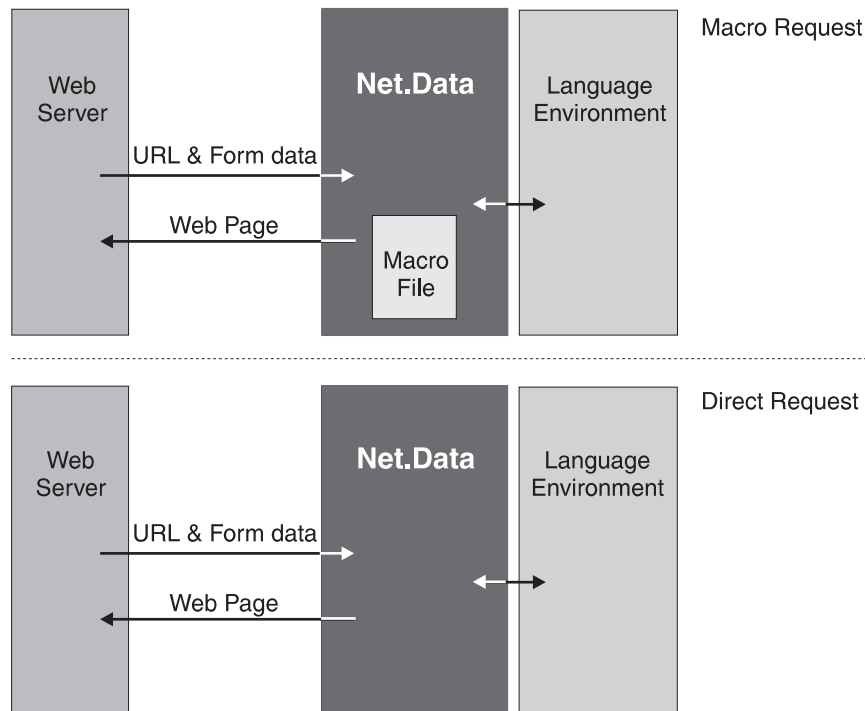 Macro Request
Web
Server
Net.Data
Language
Environment
URL & Form data
Web Page
Macro
File
Direct Request
Web
Server
Net.Data
Language
Environment
URL & Form data
Web Page